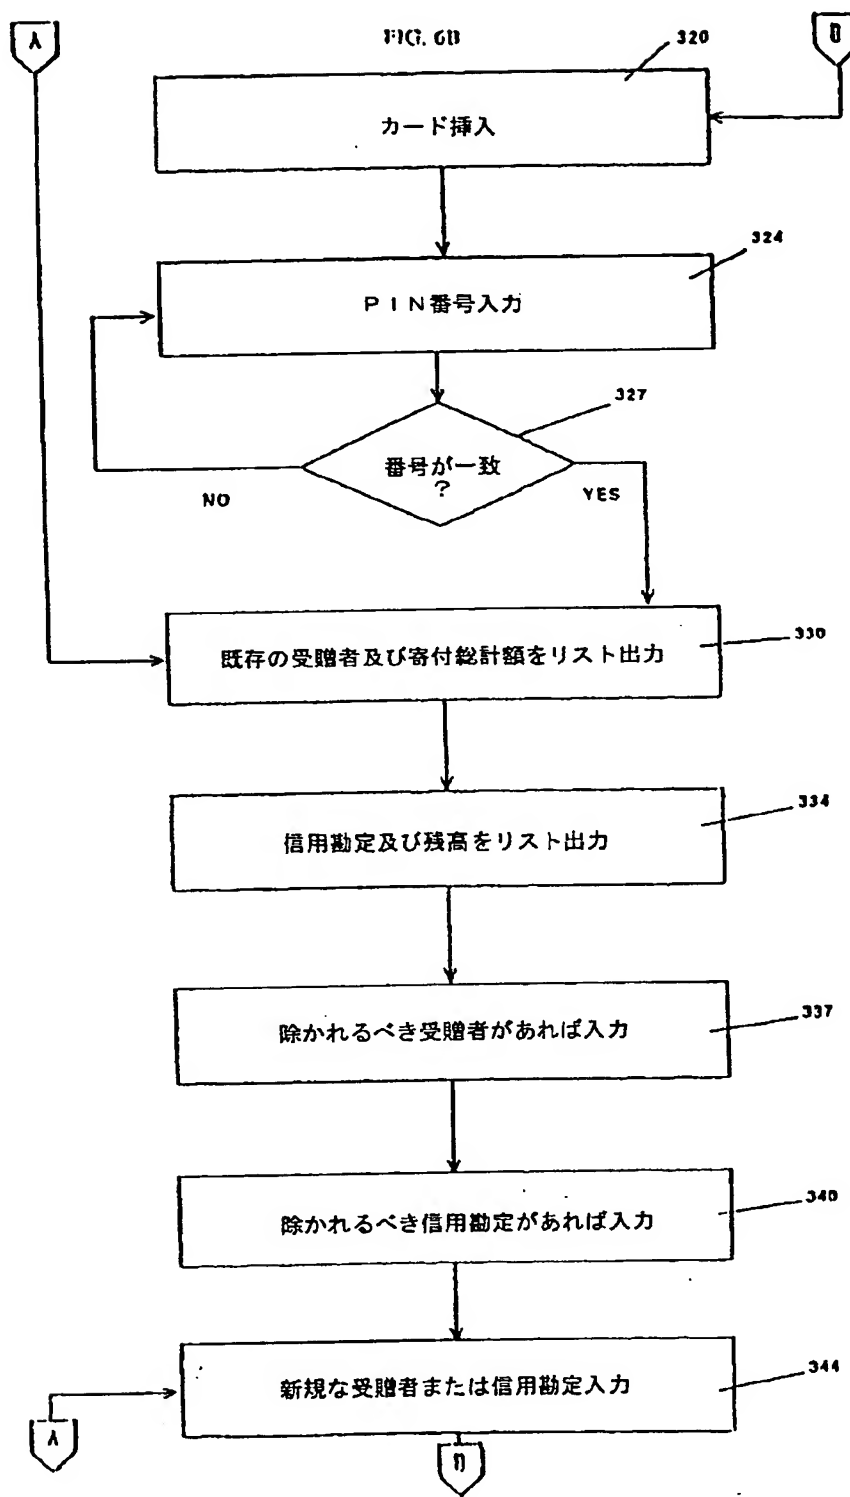 A
FIG. 6B
320
B
カード挿入
324
PIN番号入力
327
番号が一致
?
NO
YES
330
既存の受贈者及び寄付総計額をリスト出力
334
信用勘定及び残高をリスト出力
337
除かれるべき受贈者があれば入力
340
除かれるべき信用勘定があれば入力
344
新規な受贈者または信用勘定入力
A
B